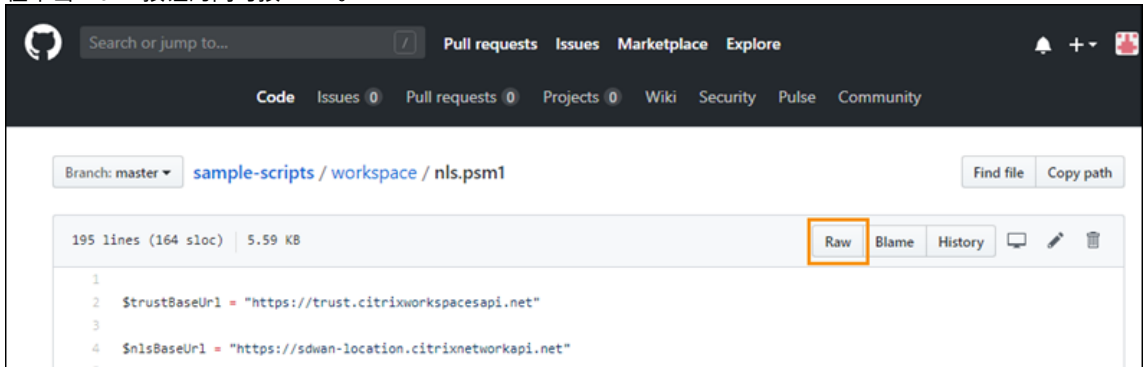 Search or jump to... / Pull requests Issues Marketplace Explore
Code Issues 0 Pull requests 0 Projects 0 Wiki Security Pulse Community
Branch: master sample-scripts / workspace / nls.psm1 Find file Copy path
195 lines (164 sloc) 5.59 KB Raw Blame History
1
2 $trustBaseUrl = "https://trust.citrixworkspacesapi.net"
3
4 $nlsBaseUrl = "https://sdwan-location.citrixnetworkapi.net"